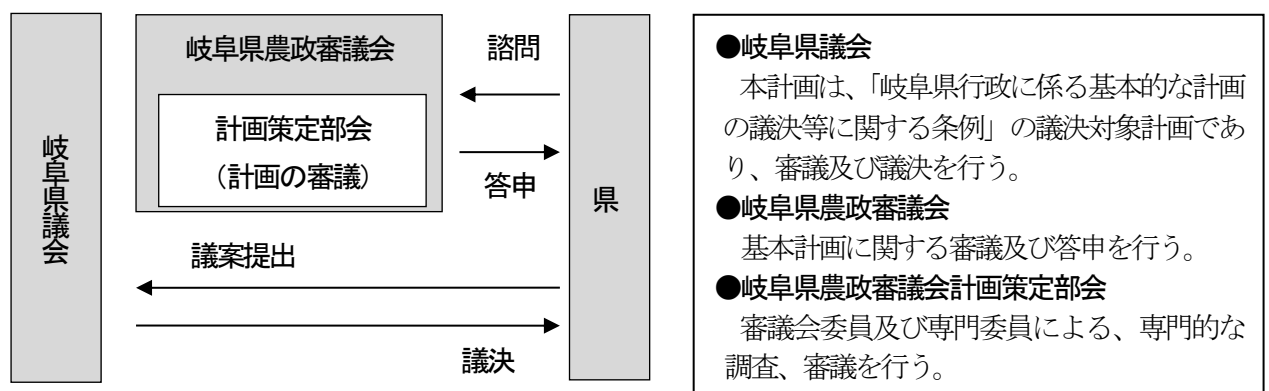 岐阜県議会
岐阜県農政審議会
計画策定部会
（計画の審議）
諮問
答申
県
議案提出
議決
●岐阜県議会
本計画は、「岐阜県行政に係る基本的な計画
の議決等に関する条例」の議決対象計画であ
り、審議及び議決を行う。
●岐阜県農政審議会
基本計画に関する審議及び答申を行う。
●岐阜県農政審議会計画策定部会
審議会委員及び専門委員による、専門的な
調査、審議を行う。